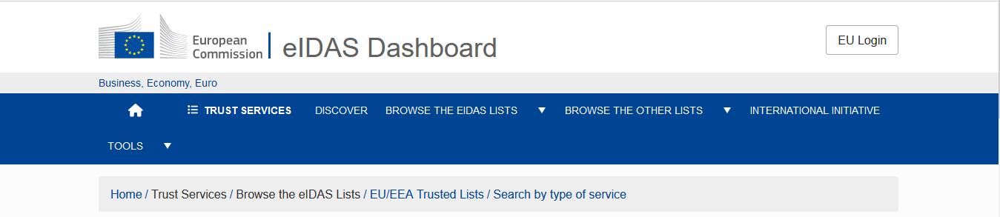 European
Commission
eIDAS Dashboard
EU Login
Business, Economy, Euro
TRUST SERVICES DISCOVER BROWSE THE EIDAS LISTS ▼ BROWSE THE OTHER LISTS ▼ INTERNATIONAL INITIATIVE
TOOLS ▼
Home / Trust Services / Browse the eIDAS Lists / EU/EEA Trusted Lists / Search by type of service